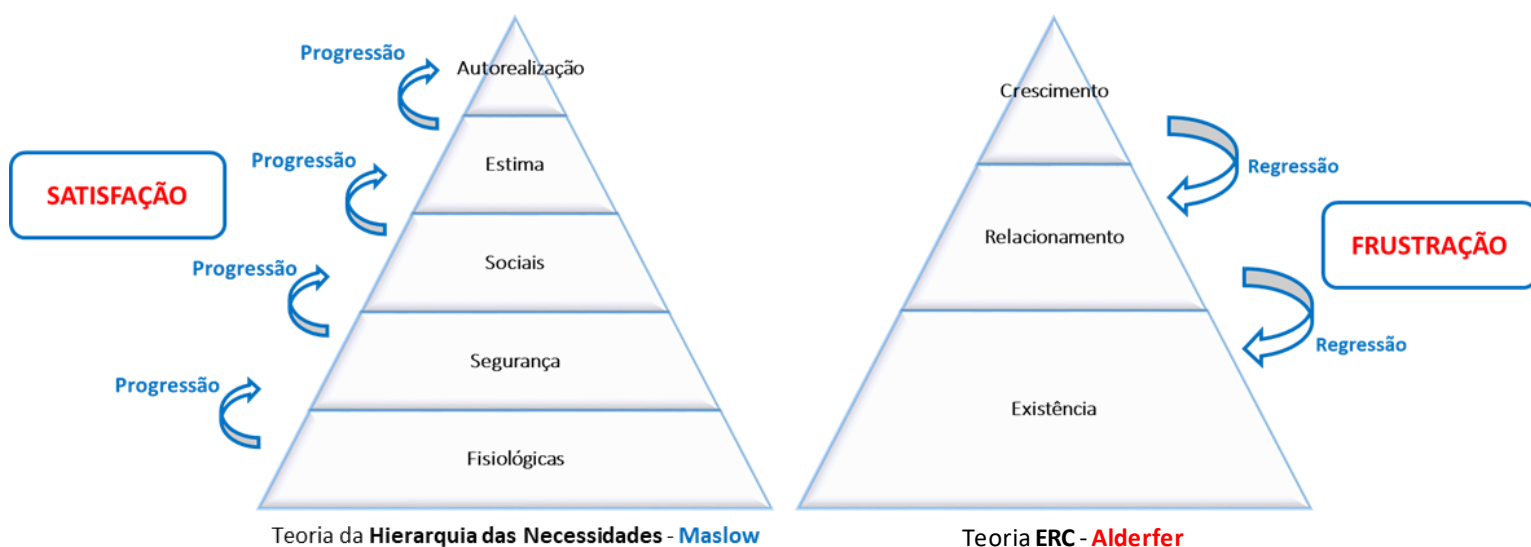 Progressão
Autorealização
Crescimento
Progressão
Estima
Regressão
SATISFAÇÃO
Relacionamento
FRUSTRAÇÃO
Progressão
Sociais
Regressão
Segurança
Progressão
Existência
Fisiológicas
Teoria da Hierarquia das Necessidades - Maslow
Teoria ERC - Alderfer